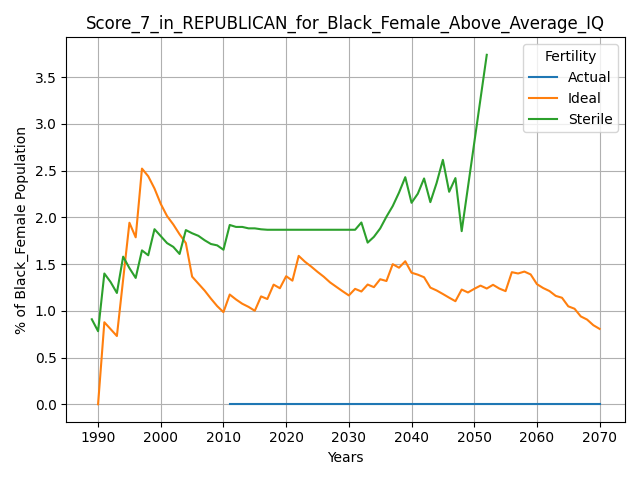 Score_7_in_REPUBLICAN_for_Black_Female_Above_Average_IQ
Fertility
Actual
Ideal
Sterile
% of Black_Female Population
3.5
3.0
2.5
2.0
1.5
1.0
0.5
0.0
1990 2000 2010 2020 2030 2040 2050 2060 2070
Years